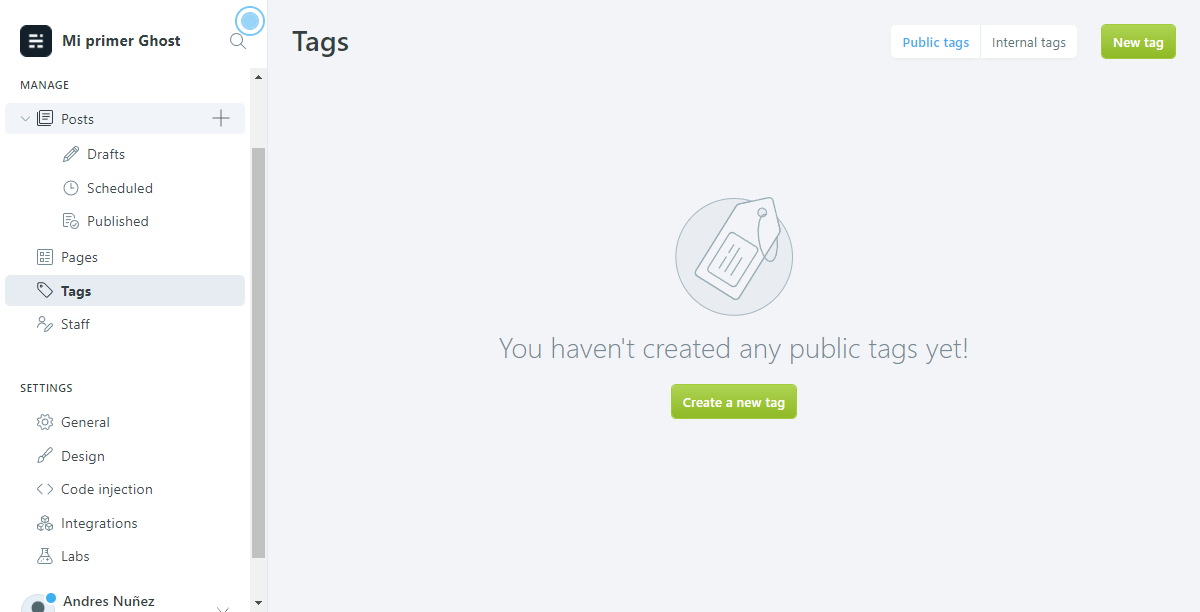 Mi primer Ghost
MANAGE
Posts
Drafts
Scheduled
Published
Pages
Tags
Staff
SETTINGS
General
Design
Code injection
Integrations
Labs
Andres Nuñez
Tags
Public tags
Internal tags
New tag
You haven't created any public tags yet!
Create a new tag